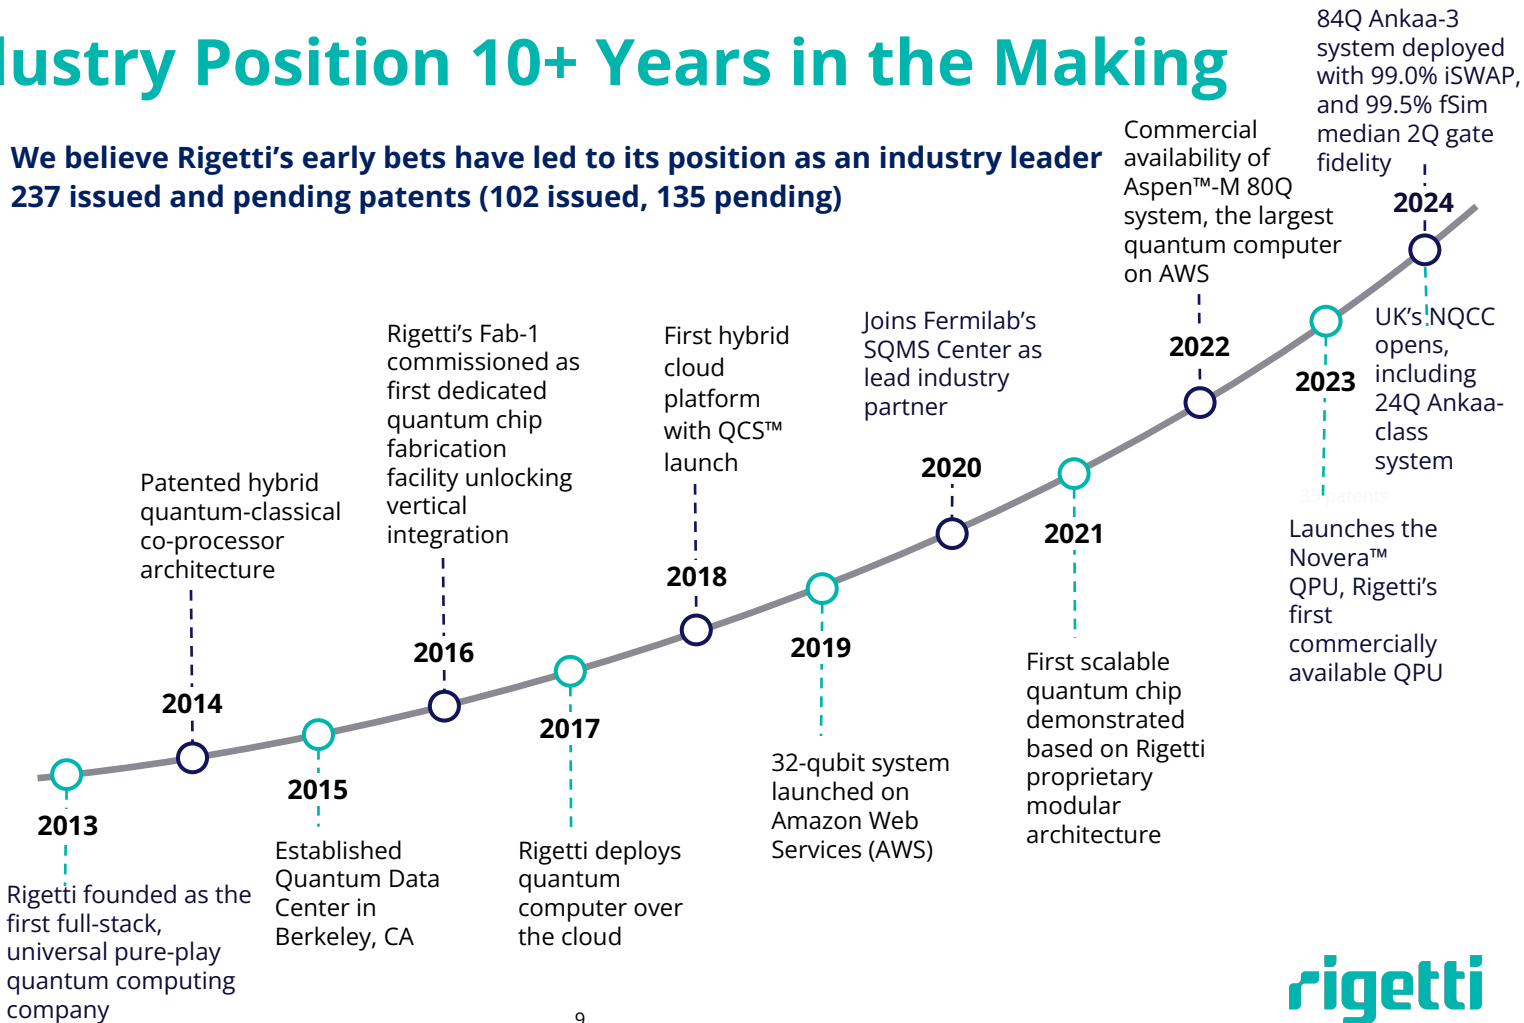 lustry Position 10+ Years in the Making
We believe Rigetti's early bets have led to its position as an industry leader
237 issued and pending patents (102 issued, 135 pending)
2013
Rigetti founded as the
first full-stack,
universal pure-play
quantum computing
company
Patented hybrid
quantum-classical
co-processor
architecture
2014
2015
Established
Quantum Data
Center in
Berkeley, CA
Rigetti’s Fab-1
commissioned as
first dedicated
quantum chip
fabrication
facility unlocking
vertical
integration
2016
2017
Rigetti deploys
quantum
computer over
the cloud
First hybrid
cloud
platform
with QCS™
launch
2018
2019
32-qubit system
launched on
Amazon Web
Services (AWS)
Joins Fermilab’s
SQMS Center as
lead industry
partner
2020
2021
First scalable
quantum chip
demonstrated
based on Rigetti
proprietary
modular
architecture
Commercial
availability of
Aspen™-M 80Q
system, the largest
quantum computer
on AWS
2022
2023
35 patents
Launches the
Novera™
QPU, Rigetti’s
first
commercially
available QPU
84Q Ankaa-3
system deployed
with 99.0% iSWAP,
and 99.5% fSim
median 2Q gate
fidelity
2024
UK’s NQCC
opens,
including
24Q Ankaa-
class
system
9
rigetti